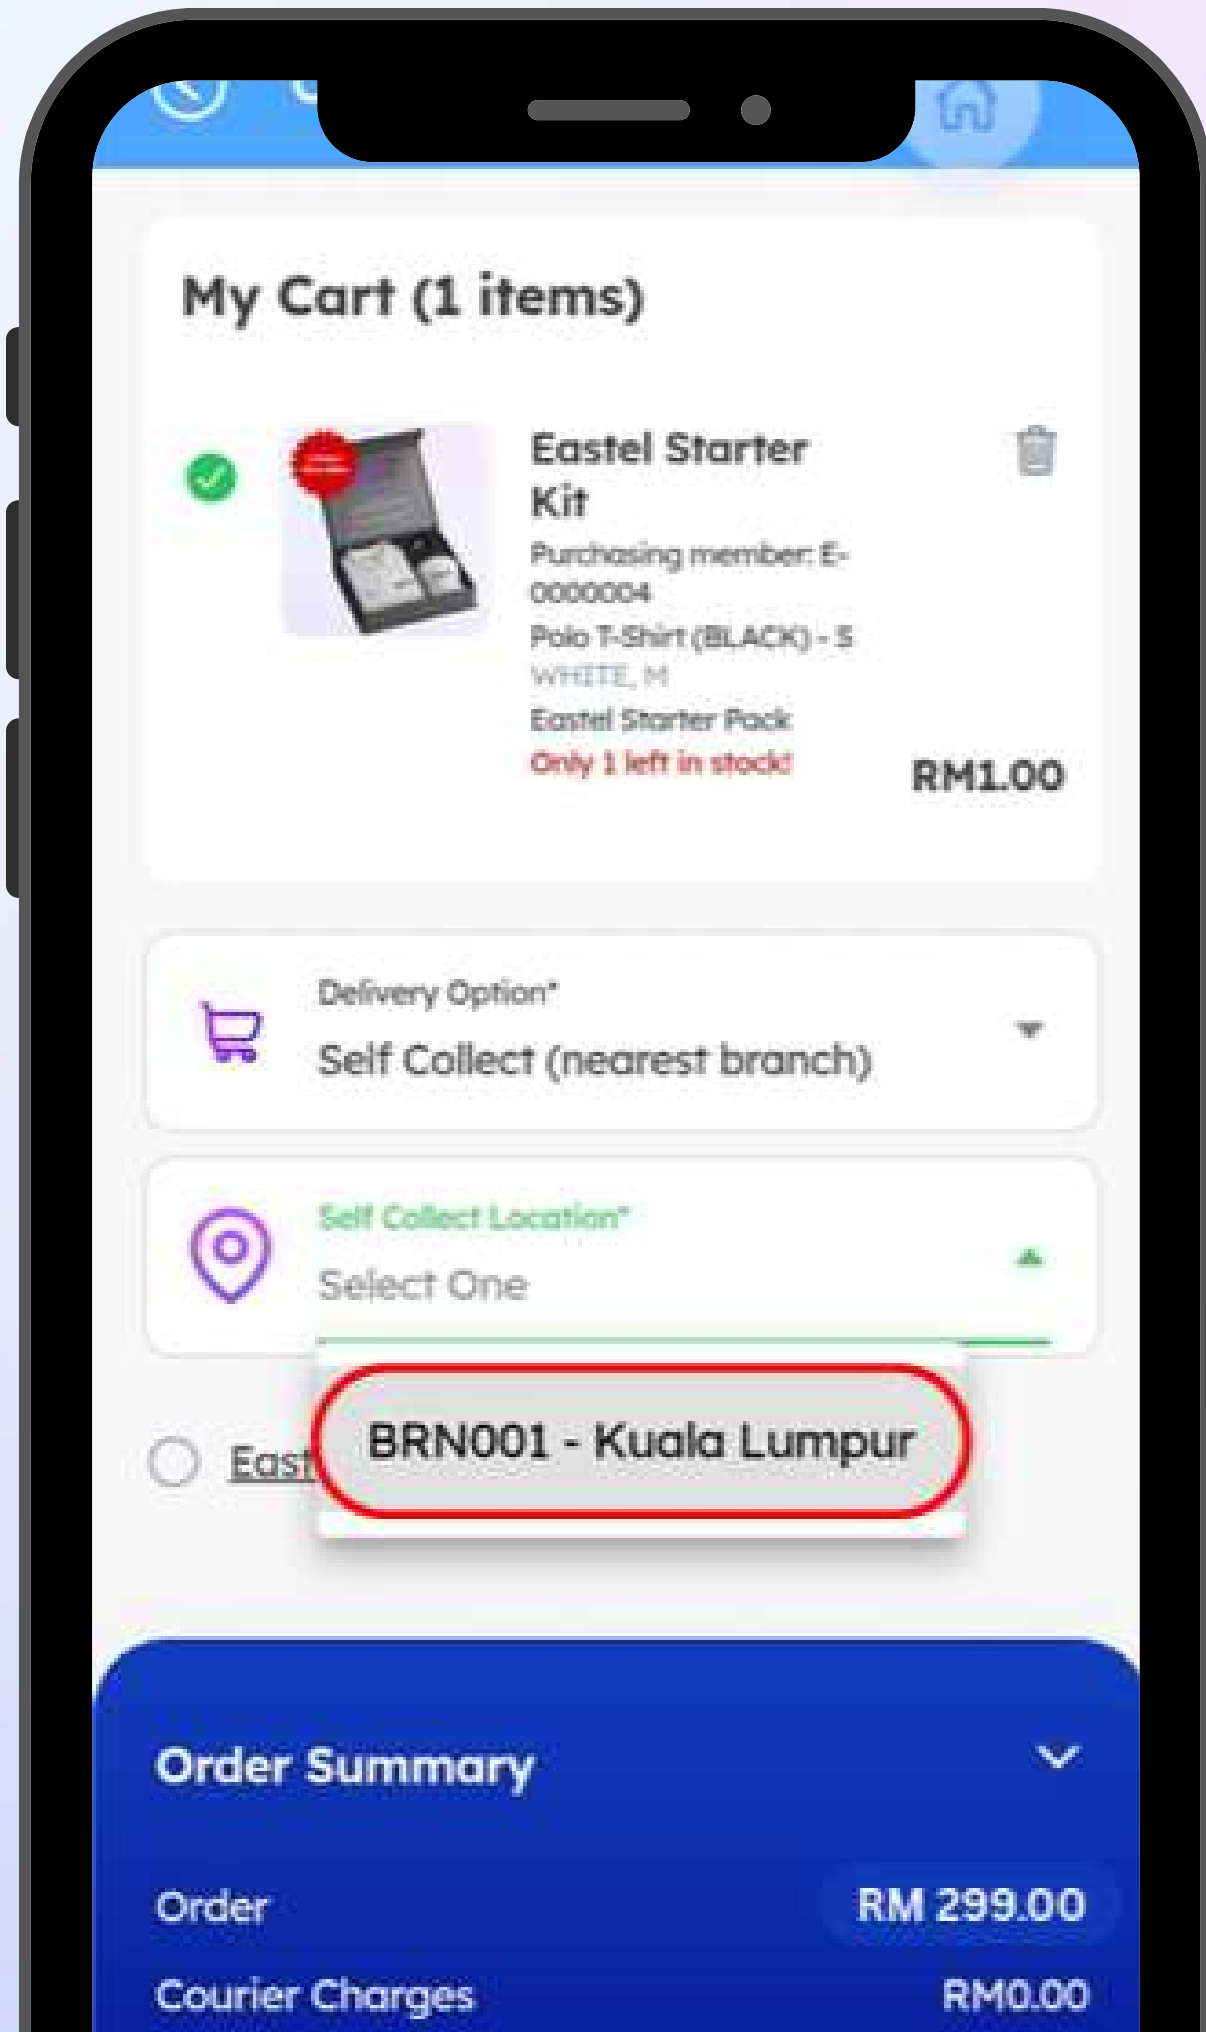 My Cart (1 items)
Eastel Starter
Kit
Purchasing member: E-
0000004
Polo T-Shirt (BLACK) - S
WHITE, M
Eastel Starter Pack
Only 1 left in stock!
RM1.00
Delivery Option*
Self Collect (nearest branch)
Self Collect Location*
Select One
BRN001 - Kuala Lumpur
East
Order Summary
Order
RM 299.00
Courier Charges
RM0.00